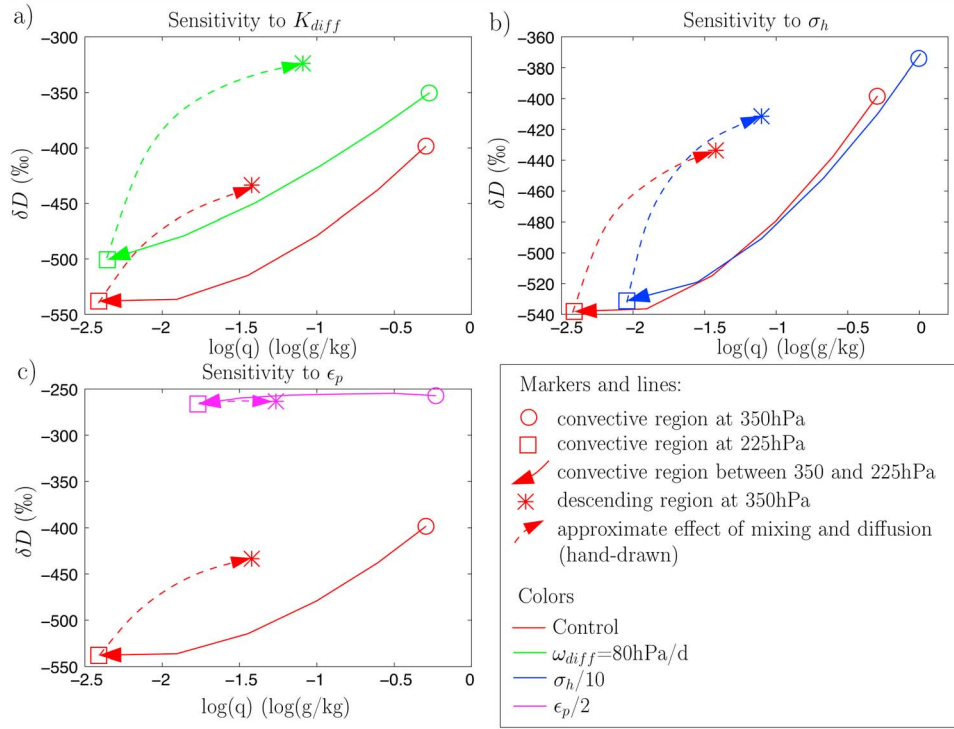 a)
Sensitivity to K_diff
−300
−350
−400
−450
−500
−550
δD (‰)
−2.5 −2 −1.5 −1 −0.5 0
log(q) (log(g/kg)
b)
Sensitivity to σ_h
−360
−380
−400
−420
−440
−460
−480
−500
−520
−540
δD (‰)
−2.5 −2 −1.5 −1 −0.5 0
log(q) (log(g/kg)
c)
Sensitivity to ϵ_p
−250
−300
−350
−400
−450
−500
−550
δD (‰)
−2.5 −2 −1.5 −1 −0.5 0
log(q) (log(g/kg)
Markers and lines:
convective region at 350hPa
convective region at 225hPa
convective region between 350 and 225hPa
descending region at 350hPa
approximate effect of mixing and diffusion
(hand-drawn)
Colors
Control
ω_diff=80hPa/d
σ_h/10
ϵ_p/2